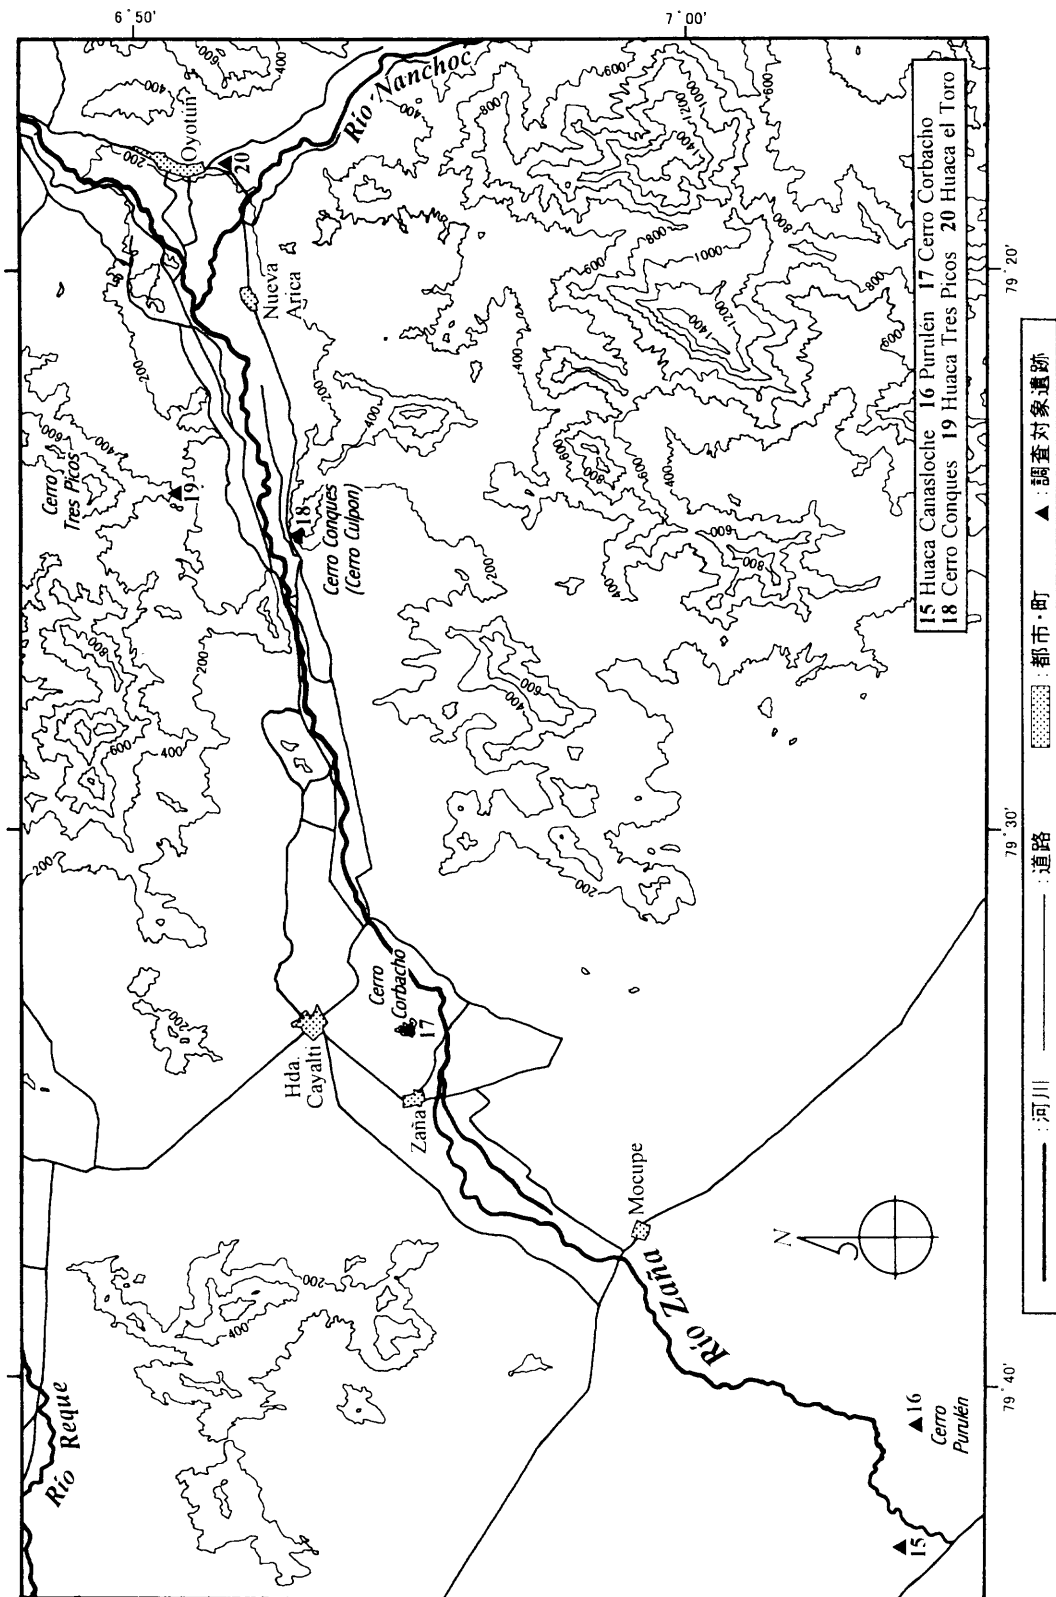 6°50'
7°00'
79°20'
79°30'
79°40'
Río Nanchoc
Oyotún
20
Nueva
Arica
Cerro
Tres Picos
19
18
Cerro Conques
(Cerro Culpon)
Cerro
Corbacho
17
Hda.
Cayaltí
Zaña
Mocupe
Río Zaña
Río Reque
N
16
Cerro
Purulén
15
200
400
600
800
1000
1200
1400
15 Huaca Canasloche 16 Purulén 17 Cerro Corbacho
18 Cerro Conques 19 Huaca Tres Picos 20 Huaca el Toro
:河川 :道路 :都市・町 ▲:調査対象遺跡